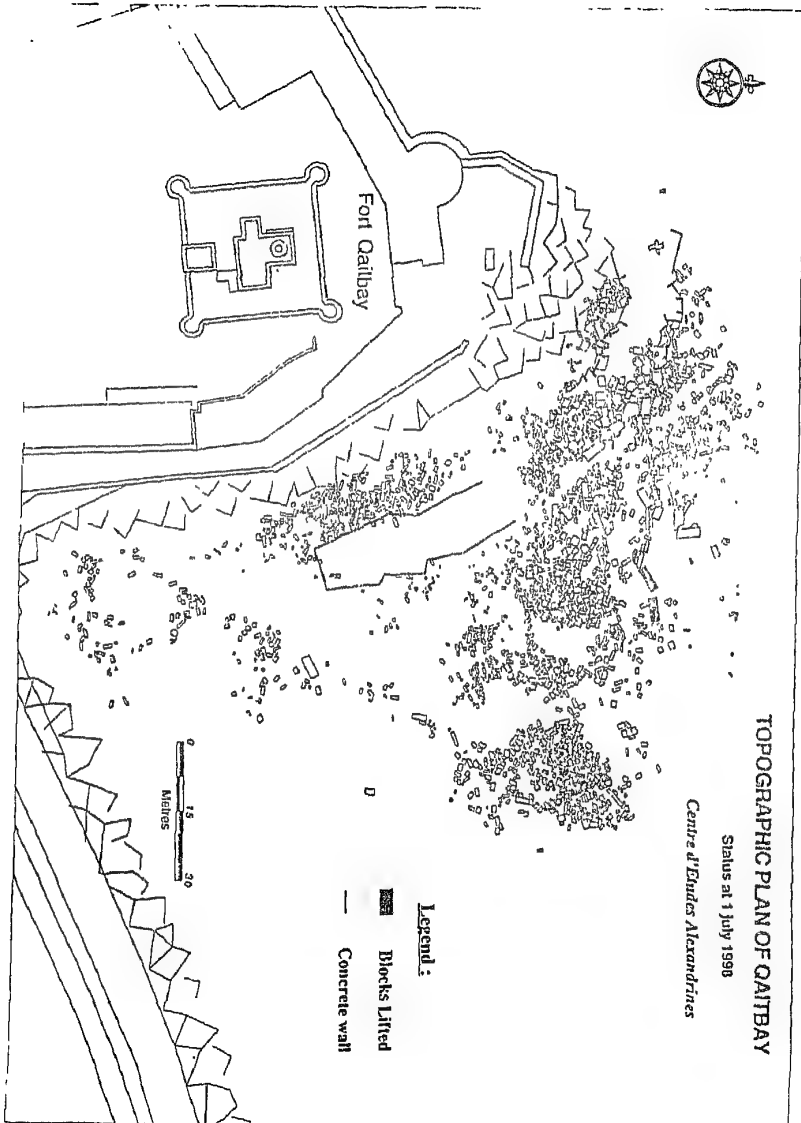 TOPOGRAPHIC PLAN OF QAITBAY
Status at 1 july 1998
Centre d'Etudes Alexandrines
Fort Qaitbay
0 15 30
Metres
Legend :
Blocks Lifted
Concrete wall